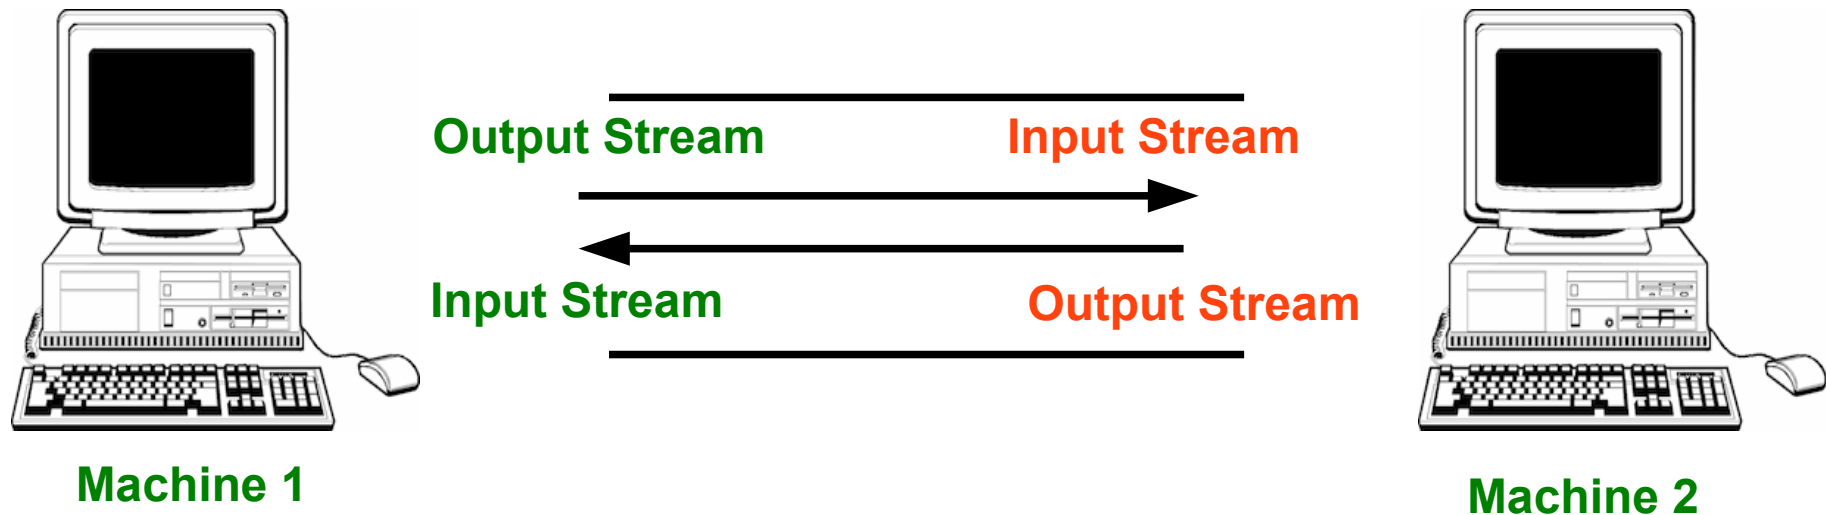 Output Stream
Input Stream
Input Stream
Output Stream
Machine 1
Machine 2